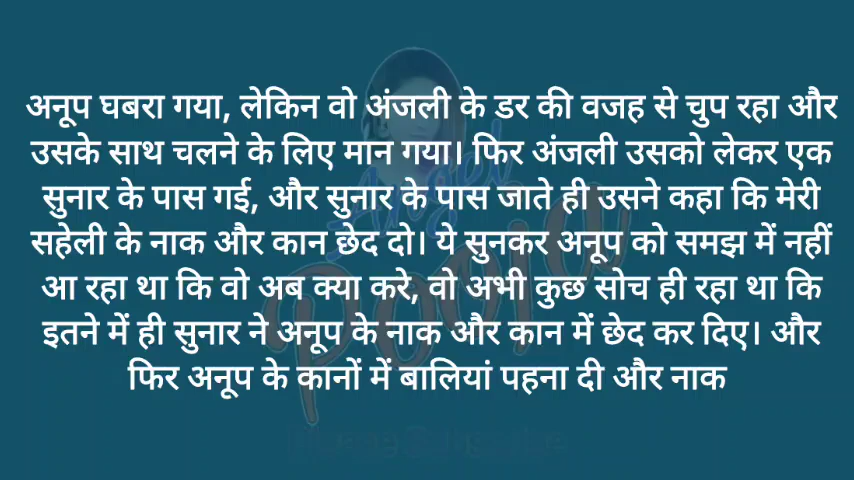 अनूप घबरा गया, लेकिन वो अंजली के डर की वजह से चुप रहा और
उसके साथ चलने के लिए मान गया। फिर अंजली उसको लेकर एक
सुनार के पास गई, और सुनार के पास जाते ही उसने कहा कि मेरी
सहेली के नाक और कान छेद दो। ये सुनकर अनूप को समझ में नहीं
आ रहा था कि वो अब क्या करे, वो अभी कुछ सोच ही रहा था कि
इतने में ही सुनार ने अनूप के नाक और कान में छेद कर दिए। और
फिर अनूप के कानों में बालियां पहना दी और नाक
Angel
Pooja